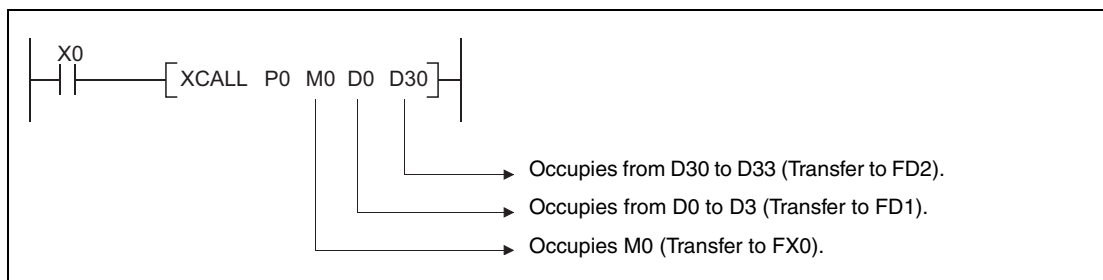 X0
XCALL P0 M0 D0 D30
Occupies from D30 to D33 (Transfer to FD2).
Occupies from D0 to D3 (Transfer to FD1).
Occupies M0 (Transfer to FX0).